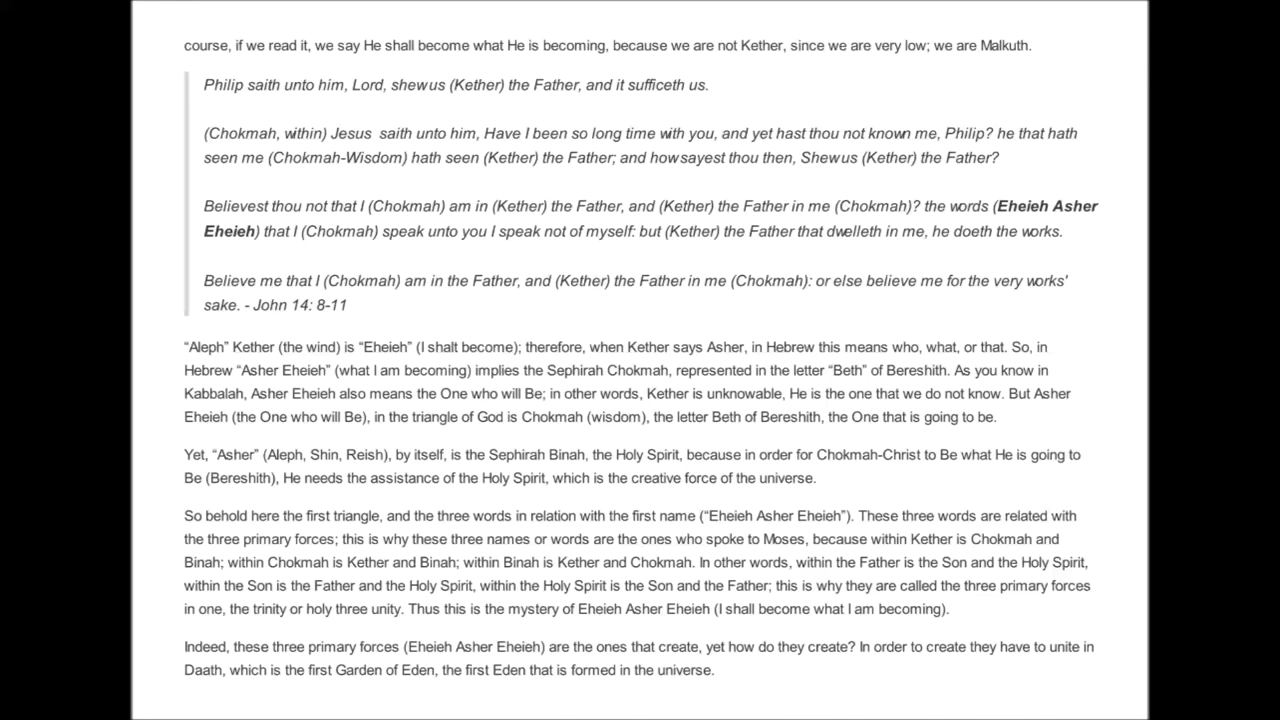 course, if we read it, we say He shall become what He is becoming, because we are not Kether, since we are very low; we are Malkuth.
Philip saith unto him, Lord, shew us (Kether) the Father, and it sufficeth us.
(Chokmah, within) Jesus saith unto him, Have I been so long time with you, and yet hast thou not known me, Philip? he that hath
seen me (Chokmah-Wisdom) hath seen (Kether) the Father; and how sayest thou then, Shew us (Kether) the Father?
Believest thou not that I (Chokmah) am in (Kether) the Father, and (Kether) the Father in me (Chokmah)? the words (Eheieh Asher
Eheieh) that I (Chokmah) speak unto you I speak not of myself: but (Kether) the Father that dwelleth in me, he doeth the works.
Believe me that I (Chokmah) am in the Father, and (Kether) the Father in me (Chokmah): or else believe me for the very works'
sake. - John 14: 8-11
“Aleph” Kether (the wind) is “Eheieh” (I shalt become); therefore, when Kether says Asher, in Hebrew this means who, what, or that. So, in
Hebrew “Asher Eheieh” (what I am becoming) implies the Sephirah Chokmah, represented in the letter “Beth” of Bereshith. As you know in
Kabbalah, Asher Eheieh also means the One who will Be; in other words, Kether is unknowable, He is the one that we do not know. But Asher
Eheieh (the One who will Be), in the triangle of God is Chokmah (wisdom), the letter Beth of Bereshith, the One that is going to be.
Yet, “Asher” (Aleph, Shin, Reish), by itself, is the Sephirah Binah, the Holy Spirit, because in order for Chokmah-Christ to Be what He is going to
Be (Bereshith), He needs the assistance of the Holy Spirit, which is the creative force of the universe.
So behold here the first triangle, and the three words in relation with the first name (“Eheieh Asher Eheieh”). These three words are related with
the three primary forces; this is why these three names or words are the ones who spoke to Moses, because within Kether is Chokmah and
Binah; within Chokmah is Kether and Binah; within Binah is Kether and Chokmah. In other words, within the Father is the Son and the Holy Spirit,
within the Son is the Father and the Holy Spirit, within the Holy Spirit is the Son and the Father; this is why they are called the three primary forces
in one, the trinity or holy three unity. Thus this is the mystery of Eheieh Asher Eheieh (I shall become what I am becoming).
Indeed, these three primary forces (Eheieh Asher Eheieh) are the ones that create, yet how do they create? In order to create they have to unite in
Daath, which is the first Garden of Eden, the first Eden that is formed in the universe.